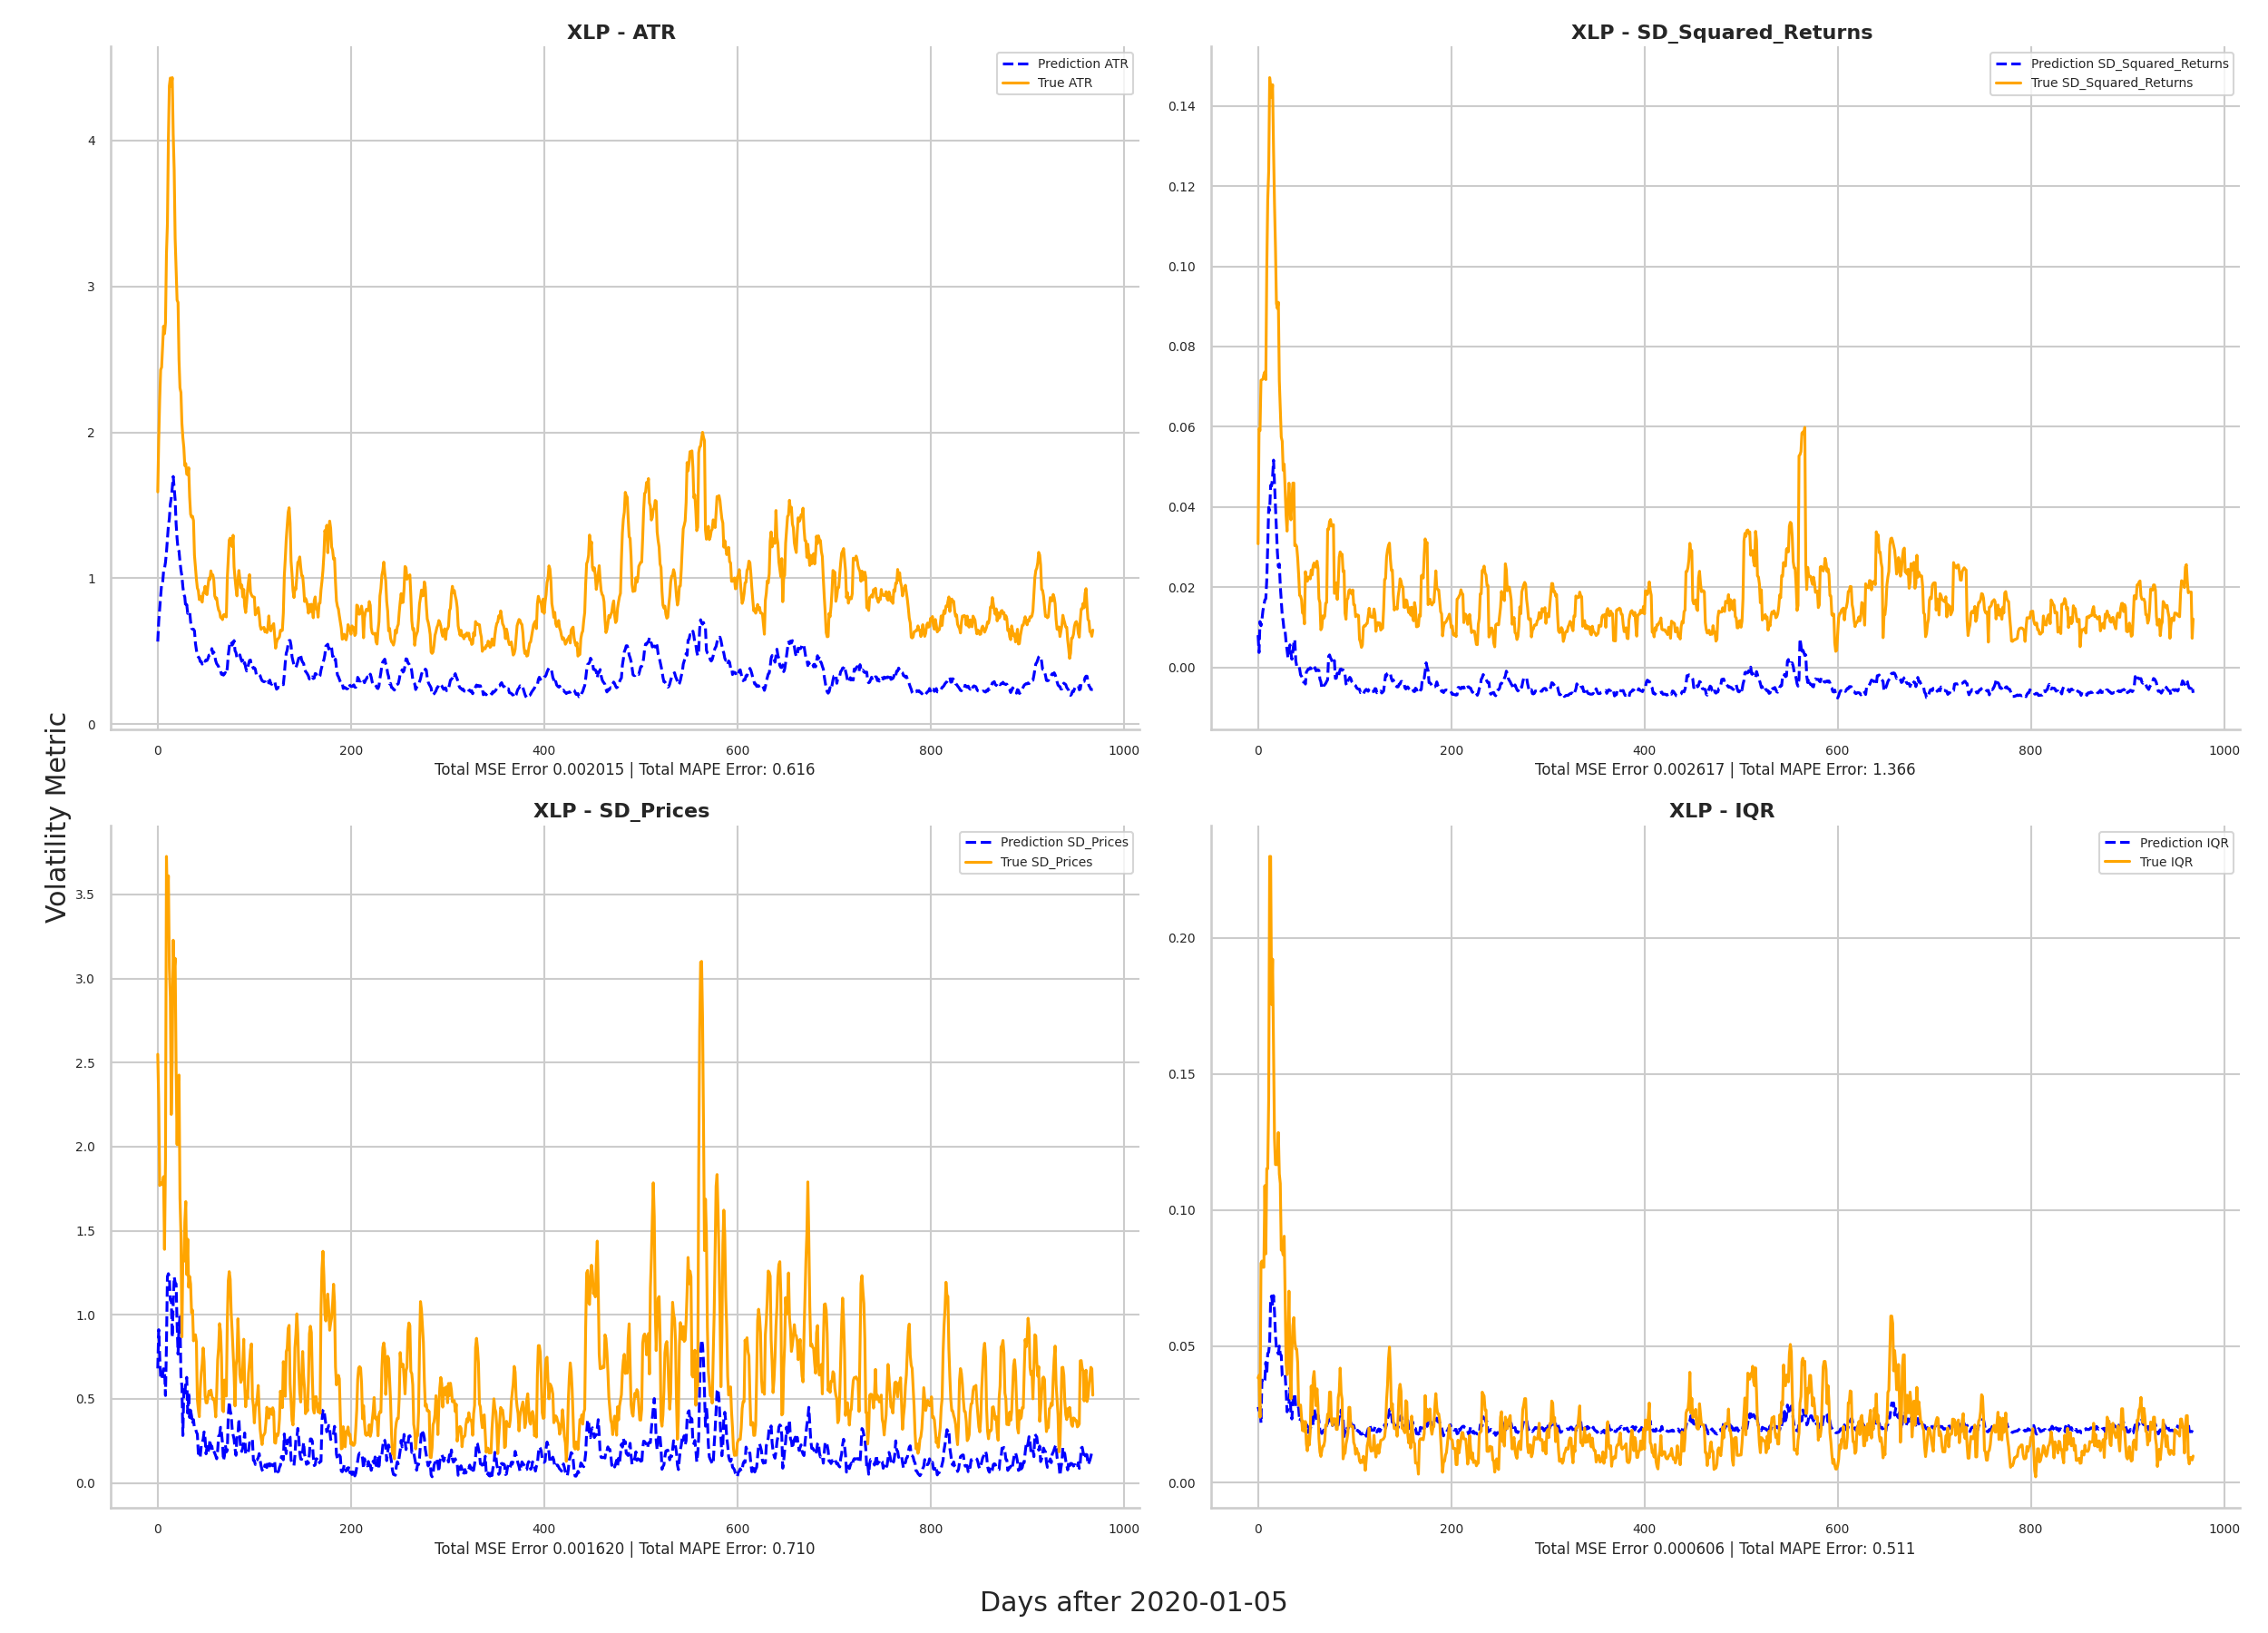 XLP - ATR
Prediction ATR
True ATR
4
3
2
1
0
0 200 400 600 800 1000
Total MSE Error 0.002015 | Total MAPE Error: 0.616
XLP - SD_Squared_Returns
Prediction SD_Squared_Returns
True SD_Squared_Returns
0.14
0.12
0.10
0.08
0.06
0.04
0.02
0.00
0 200 400 600 800 1000
Total MSE Error 0.002617 | Total MAPE Error: 1.366
Volatility Metric
XLP - SD_Prices
Prediction SD_Prices
True SD_Prices
3.5
3.0
2.5
2.0
1.5
1.0
0.5
0.0
0 200 400 600 800 1000
Total MSE Error 0.001620 | Total MAPE Error: 0.710
XLP - IQR
Prediction IQR
True IQR
0.20
0.15
0.10
0.05
0.00
0 200 400 600 800 1000
Total MSE Error 0.000606 | Total MAPE Error: 0.511
Days after 2020-01-05